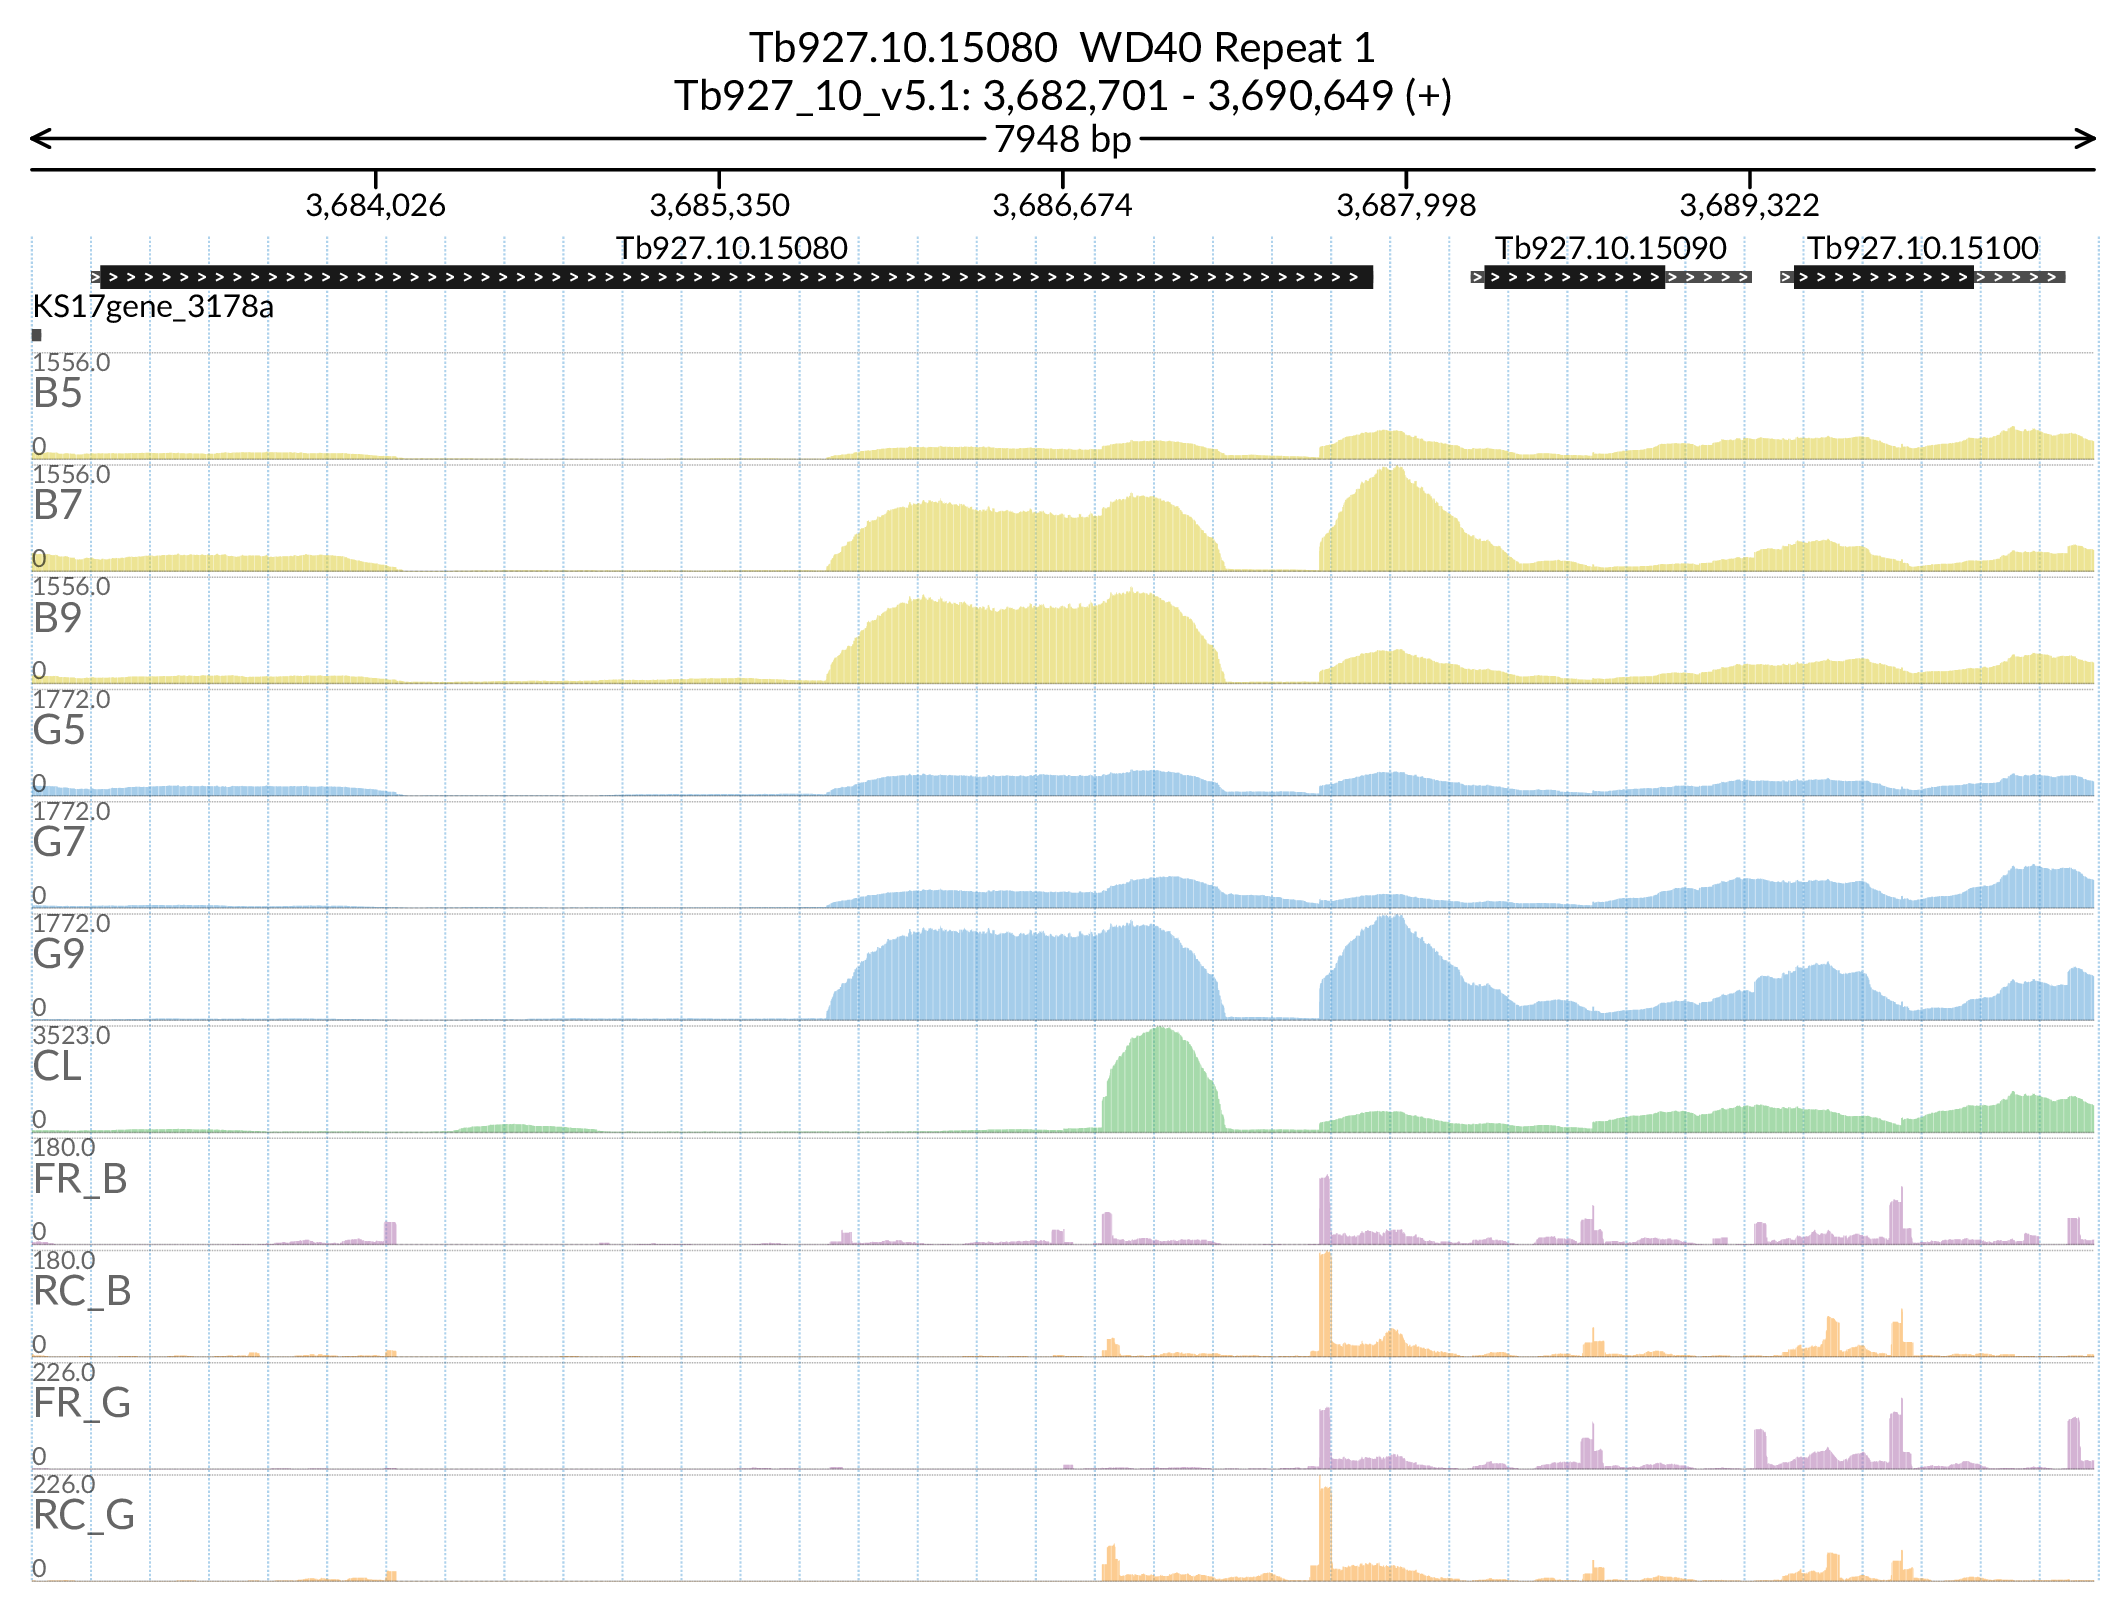 Tb927.10.15080  WD40 Repeat 1
Tb927_10_v5.1: 3,682,701 - 3,690,649 (+)
7948 bp
3,684,026 3,685,350 3,686,674 3,687,998 3,689,322
Tb927.10.15080 Tb927.10.15090 Tb927.10.15100
KS17gene_3178a
1556.0
B5
0
1556.0
B7
0
1556.0
B9
0
1772.0
G5
0
1772.0
G7
0
1772.0
G9
0
3523.0
CL
0
180.0
FR_B
0
180.0
RC_B
0
226.0
FR_G
0
226.0
RC_G
0